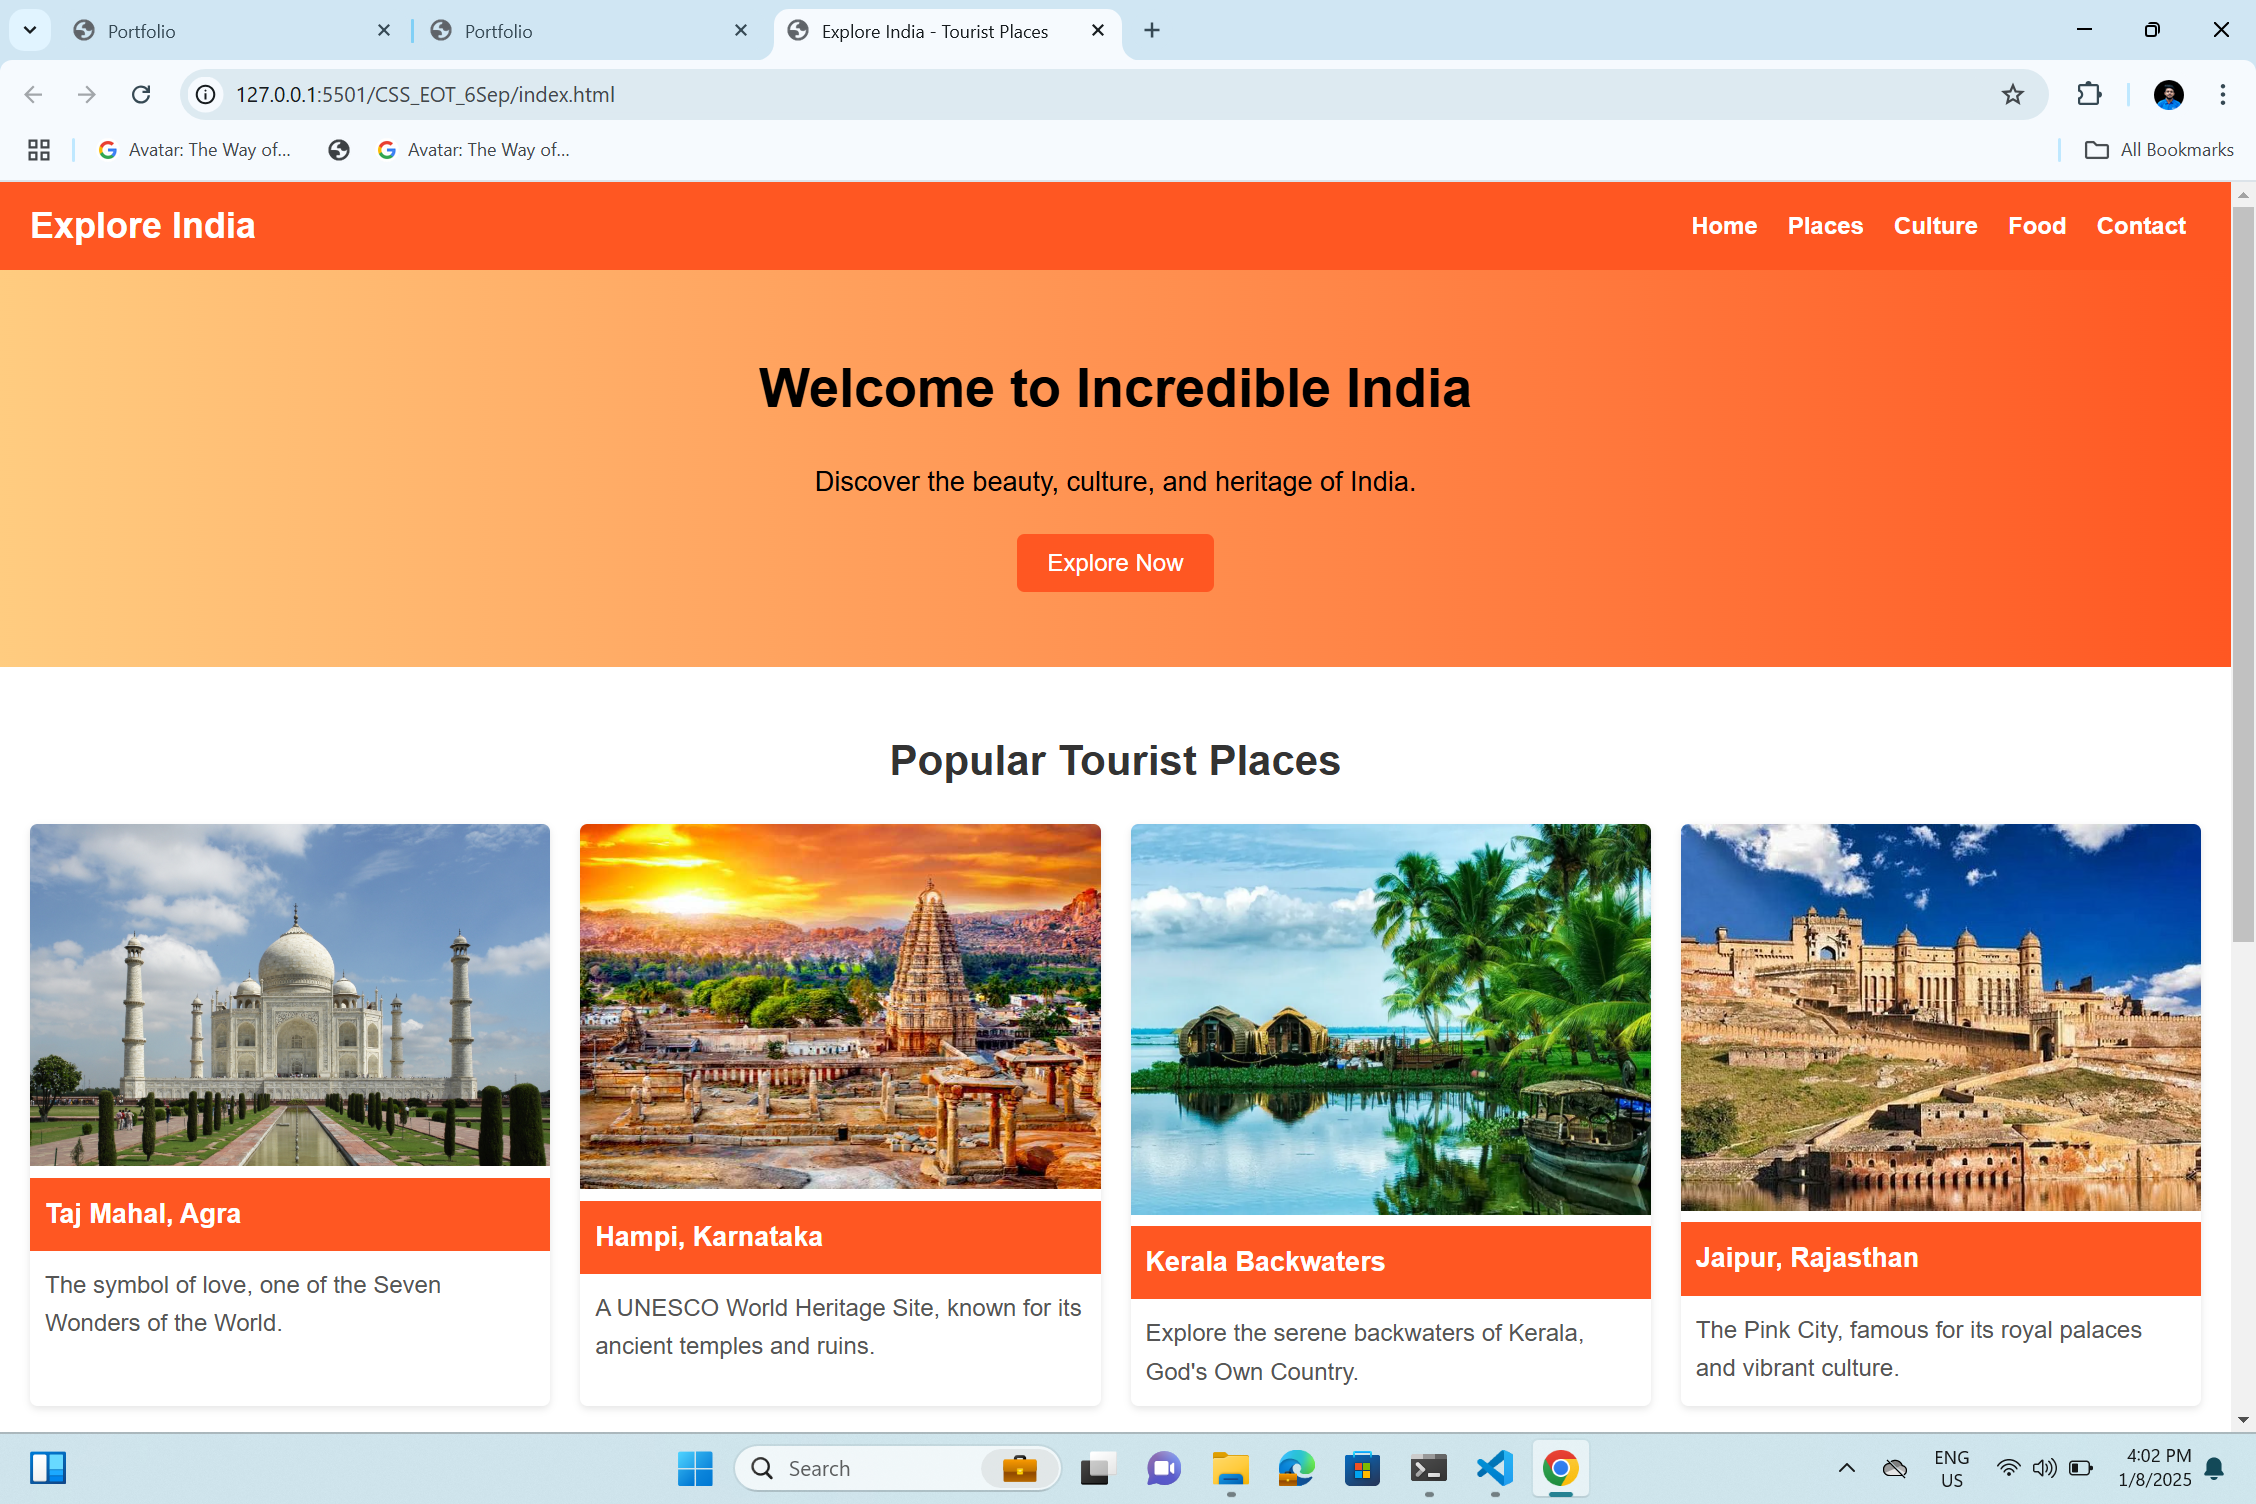 Portfolio
Portfolio
Explore India - Tourist Places
127.0.0.1:5501/CSS_EOT_6Sep/index.html
Avatar: The Way of...
Avatar: The Way of...
All Bookmarks
Explore India
Home Places Culture Food Contact
Welcome to Incredible India
Discover the beauty, culture, and heritage of India.
Explore Now
Popular Tourist Places
Taj Mahal, Agra
The symbol of love, one of the Seven
Wonders of the World.
Hampi, Karnataka
A UNESCO World Heritage Site, known for its
ancient temples and ruins.
Kerala Backwaters
Explore the serene backwaters of Kerala,
God's Own Country.
Jaipur, Rajasthan
The Pink City, famous for its royal palaces
and vibrant culture.
Search
ENG
US
4:02 PM
1/8/2025